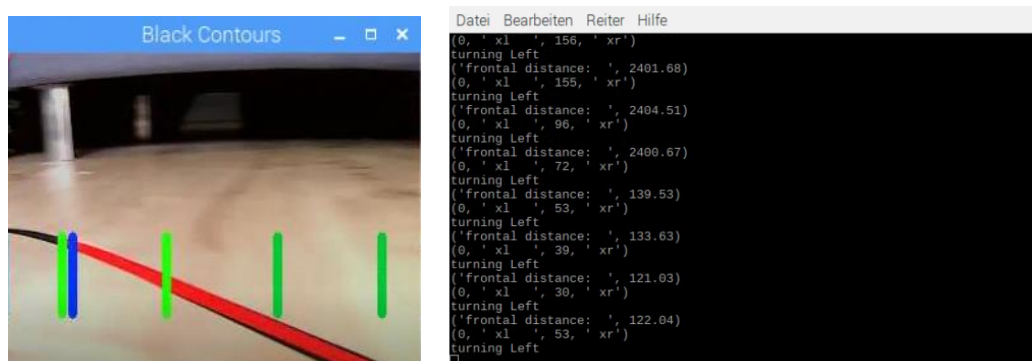 Black Contours
Datei Bearbeiten Reiter Hilfe
(0, ' xl   ', 156, ' xr')
turning Left
('frontal distance:  ', 2401.68)
(0, ' xl   ', 155, ' xr')
turning Left
('frontal distance:  ', 2404.51)
(0, ' xl   ', 96, ' xr')
turning Left
('frontal distance:  ', 2400.67)
(0, ' xl   ', 72, ' xr')
turning Left
('frontal distance:  ', 139.53)
(0, ' xl   ', 53, ' xr')
turning Left
('frontal distance:  ', 133.63)
(0, ' xl   ', 39, ' xr')
turning Left
('frontal distance:  ', 121.03)
(0, ' xl   ', 30, ' xr')
turning Left
('frontal distance:  ', 122.04)
(0, ' xl   ', 53, ' xr')
turning Left